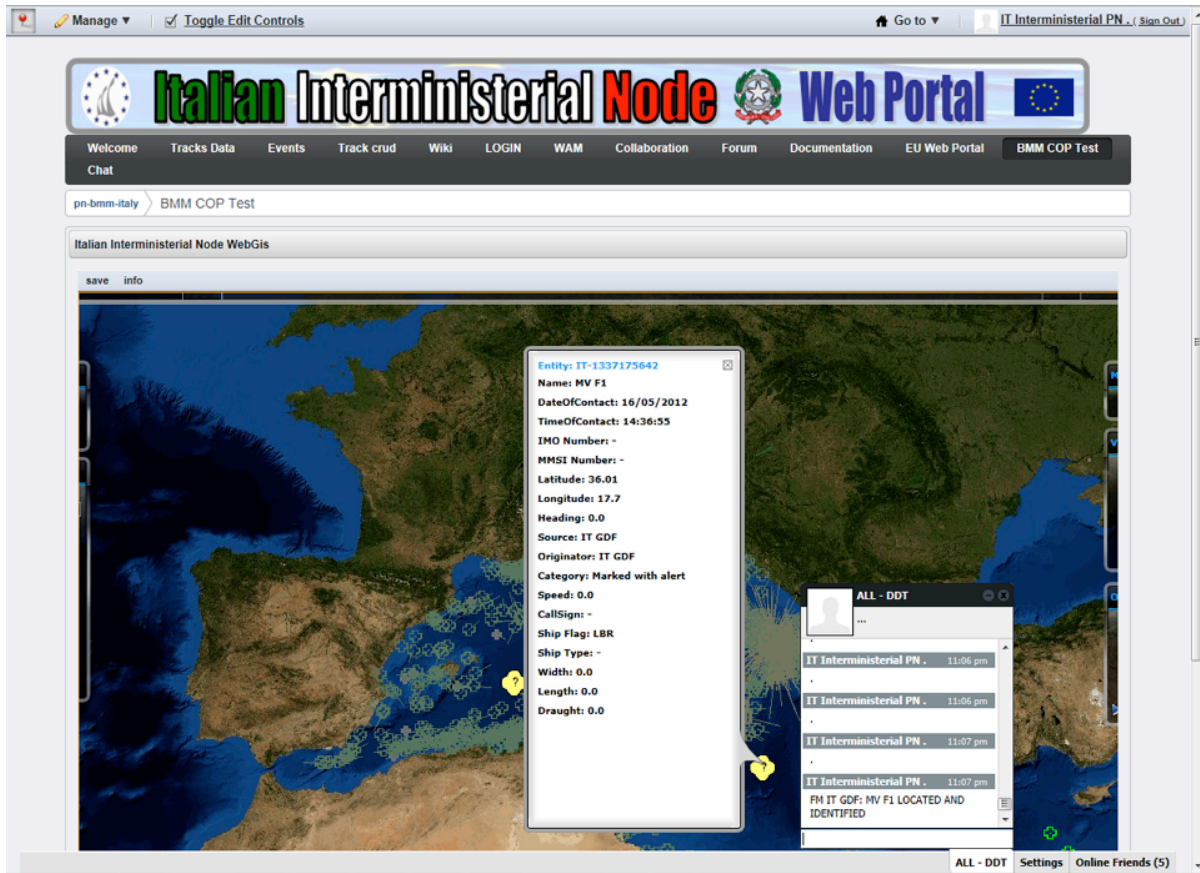 Manage ▼
Toggle Edit Controls
Go to ▼
IT Interministerial PN . ( Sign Out )
Italian Interministerial Node Web Portal
Welcome Tracks Data Events Track crud Wiki LOGIN WAM Collaboration Forum Documentation EU Web Portal BMM COP Test
Chat
pn-bmm-italy BMM COP Test
Italian Interministerial Node WebGis
save info
Entity: IT-1337175642
Name: MV F1
DateOfContact: 16/05/2012
TimeOfContact: 14:36:55
IMO Number: -
MMSI Number: -
Latitude: 36.01
Longitude: 17.7
Heading: 0.0
Source: IT GDF
Originator: IT GDF
Category: Marked with alert
Speed: 0.0
CallSign: -
Ship Flag: LBR
Ship Type: -
Width: 0.0
Length: 0.0
Draught: 0.0
?
?
M
V
O
ALL - DDT
...
.
IT Interministerial PN . 11:06 pm
.
IT Interministerial PN . 11:06 pm
.
IT Interministerial PN . 11:07 pm
.
IT Interministerial PN . 11:07 pm
FM IT GDF: MV F1 LOCATED AND
IDENTIFIED
ALL - DDT Settings Online Friends (5)